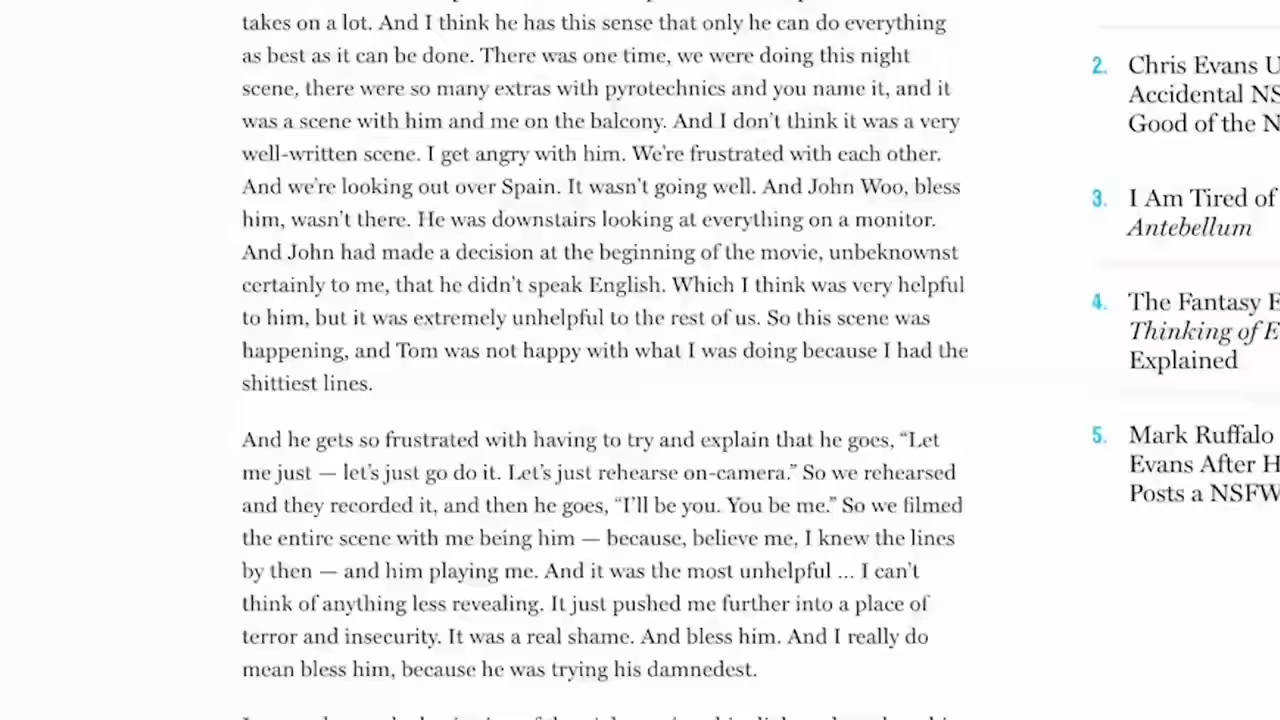 takes on a lot. And I think he has this sense that only he can do everything
as best as it can be done. There was one time, we were doing this night
scene, there were so many extras with pyrotechnics and you name it, and it
was a scene with him and me on the balcony. And I don't think it was a very
well-written scene. I get angry with him. We're frustrated with each other.
And we're looking out over Spain. It wasn't going well. And John Woo, bless
him, wasn't there. He was downstairs looking at everything on a monitor.
And John had made a decision at the beginning of the movie, unbeknownst
certainly to me, that he didn't speak English. Which I think was very helpful
to him, but it was extremely unhelpful to the rest of us. So this scene was
happening, and Tom was not happy with what I was doing because I had the
shittiest lines.
And he gets so frustrated with having to try and explain that he goes, “Let
me just — let's just go do it. Let's just rehearse on-camera.” So we rehearsed
and they recorded it, and then he goes, “I'll be you. You be me.” So we filmed
the entire scene with me being him — because, believe me, I knew the lines
by then — and him playing me. And it was the most unhelpful ... I can't
think of anything less revealing. It just pushed me further into a place of
terror and insecurity. It was a real shame. And bless him. And I really do
mean bless him, because he was trying his damnedest.
2. Chris Evans U
Accidental NS
Good of the N
3. I Am Tired of
Antebellum
4. The Fantasy E
Thinking of E
Explained
5. Mark Ruffalo
Evans After H
Posts a NSFW